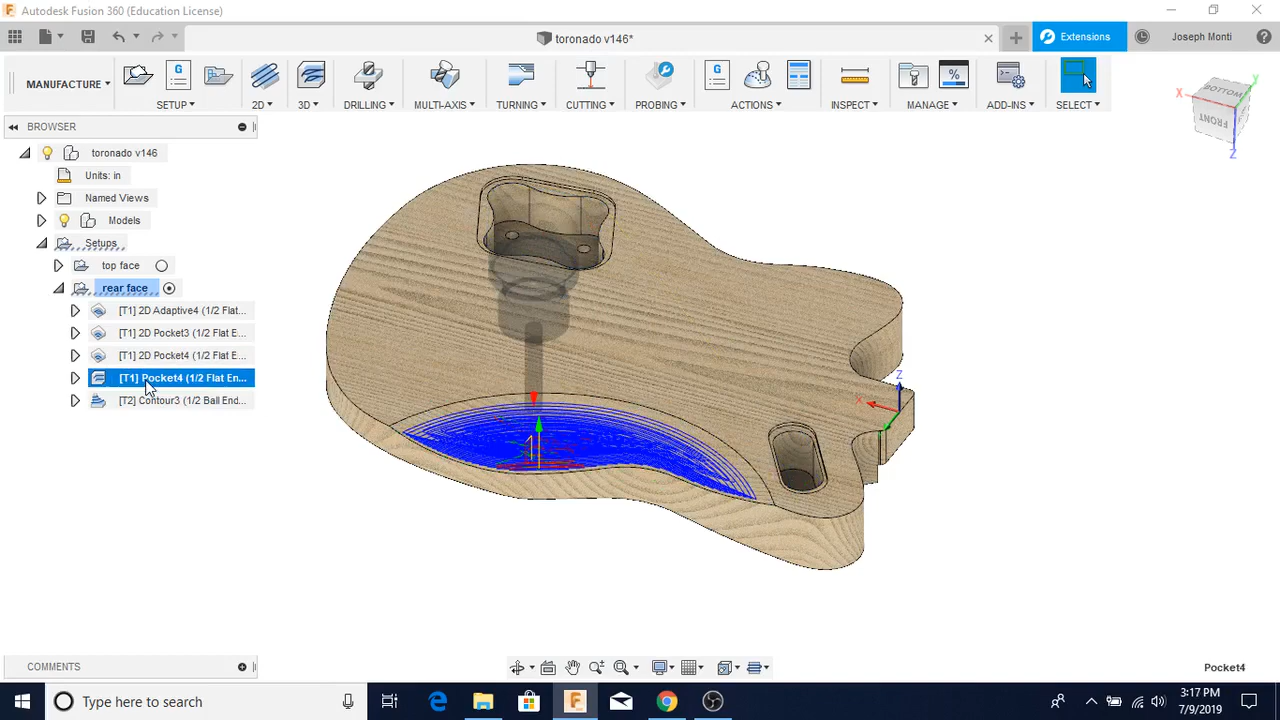 Autodesk Fusion 360 (Education License)
toronado v146*
Extensions
Joseph Monti
MANUFACTURE
SETUP
2D
3D
DRILLING
MULTI-AXIS
TURNING
CUTTING
PROBING
ACTIONS
INSPECT
MANAGE
ADD-INS
SELECT
BROWSER
toronado v146
Units: in
Named Views
Models
Setups
top face
rear face
[T1] 2D Adaptive4 (1/2 Flat...
[T1] 2D Pocket3 (1/2 Flat E...
[T1] 2D Pocket4 (1/2 Flat E...
[T1] Pocket4 (1/2 Flat En...
[T2] Contour3 (1/2 Ball End...
X
Y
BOTTOM
FRONT
Z
Z
X
Y
COMMENTS
Pocket4
Type here to search
3:17 PM
7/9/2019